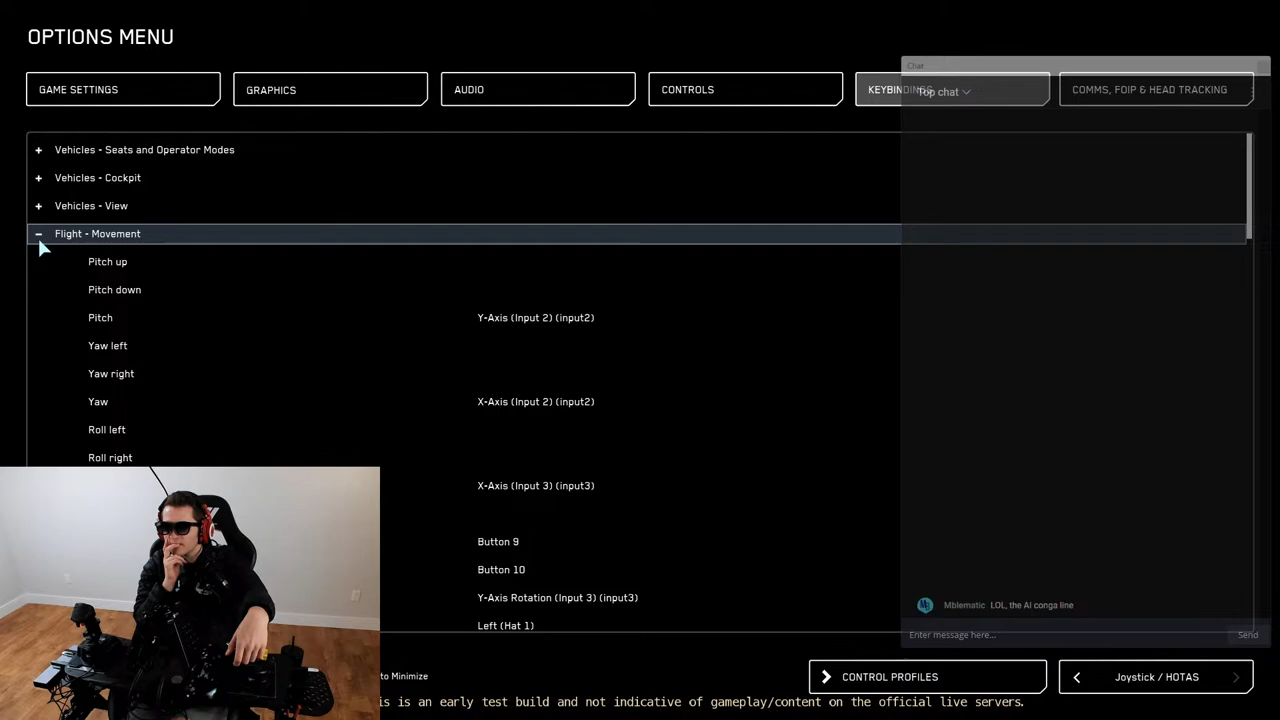 OPTIONS MENU
GAME SETTINGS
GRAPHICS
AUDIO
CONTROLS
KEYBINDINGS
COMMS, FOIP & HEAD TRACKING
Chat
Top chat
+ Vehicles - Seats and Operator Modes
+ Vehicles - Cockpit
+ Vehicles - View
- Flight - Movement
Pitch up
Pitch down
Pitch Y-Axis (Input 2) (input2)
Yaw left
Yaw right
Yaw X-Axis (Input 2) (input2)
Roll left
Roll right
X-Axis (Input 3) (input3)
Button 9
Button 10
Y-Axis Rotation (Input 3) (input3)
Left (Hat 1)
Mblematic LOL, the AI conga line
Enter message here...
Send
to Minimize
CONTROL PROFILES
Joystick / HOTAS
is is an early test build and not indicative of gameplay/content on the official live servers.